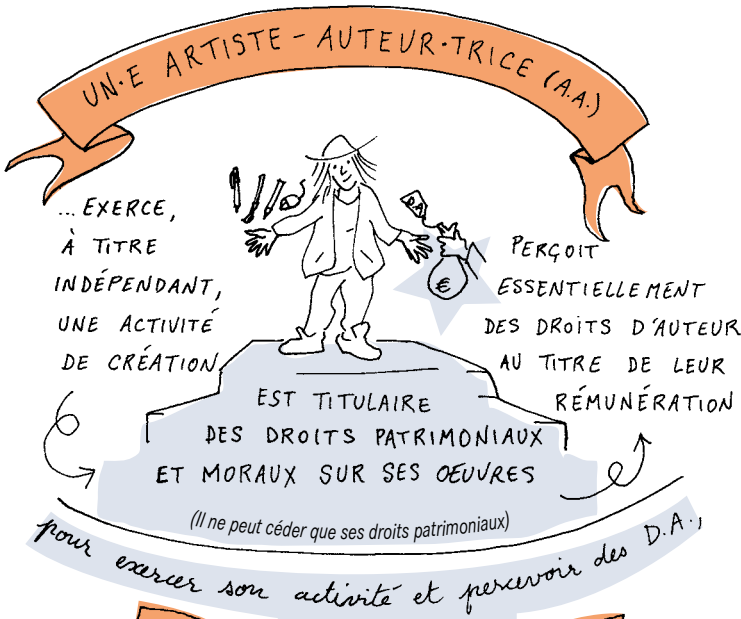 UN·E ARTISTE - AUTEUR·TRICE (A.A.)
... EXERCE,
À TITRE
INDÉPENDANT,
UNE ACTIVITÉ
DE CRÉATION
D.A.
€
PERÇOIT
ESSENTIELLEMENT
DES DROITS D'AUTEUR
AU TITRE DE LEUR
RÉMUNÉRATION
EST TITULAIRE
DES DROITS PATRIMONIAUX
ET MORAUX SUR SES OEUVRES
(Il ne peut céder que ses droits patrimoniaux)
pour exercer son activité et percevoir des D.A.,